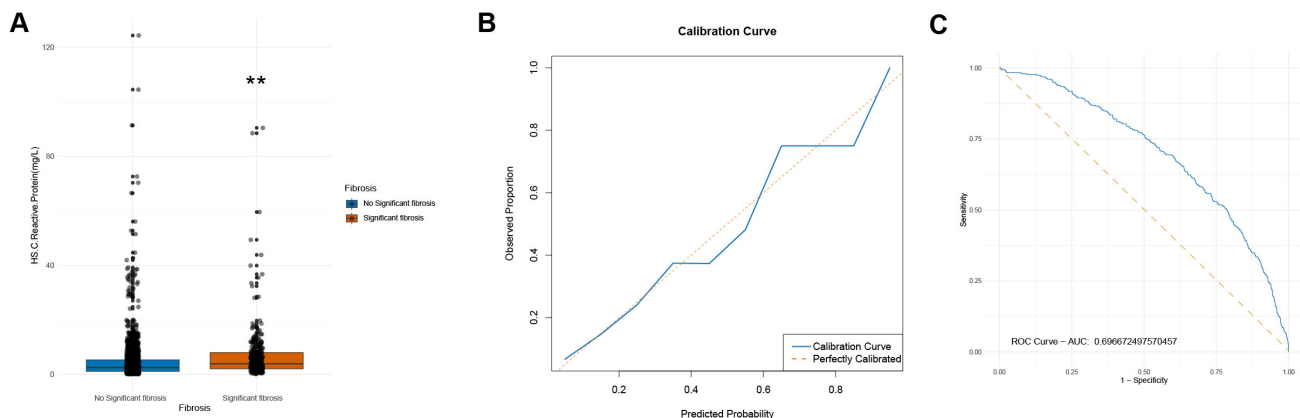 A
120
**
80
40
0
HS.C.Reactive.Protein(mg/L)
No Significant fibrosis
Significant fibrosis
Fibrosis
Fibrosis
No Significant fibrosis
Significant fibrosis
B
Calibration Curve
1.0
0.8
0.6
0.4
0.2
Observed Proportion
Calibration Curve
Perfectly Calibrated
0.2
0.4
0.6
0.8
Predicted Probability
C
1.00
0.75
0.50
0.25
0.00
Sensitivity
ROC Curve – AUC: 0.696672497570457
0.00
0.25
0.50
0.75
1.00
1 – Specificity